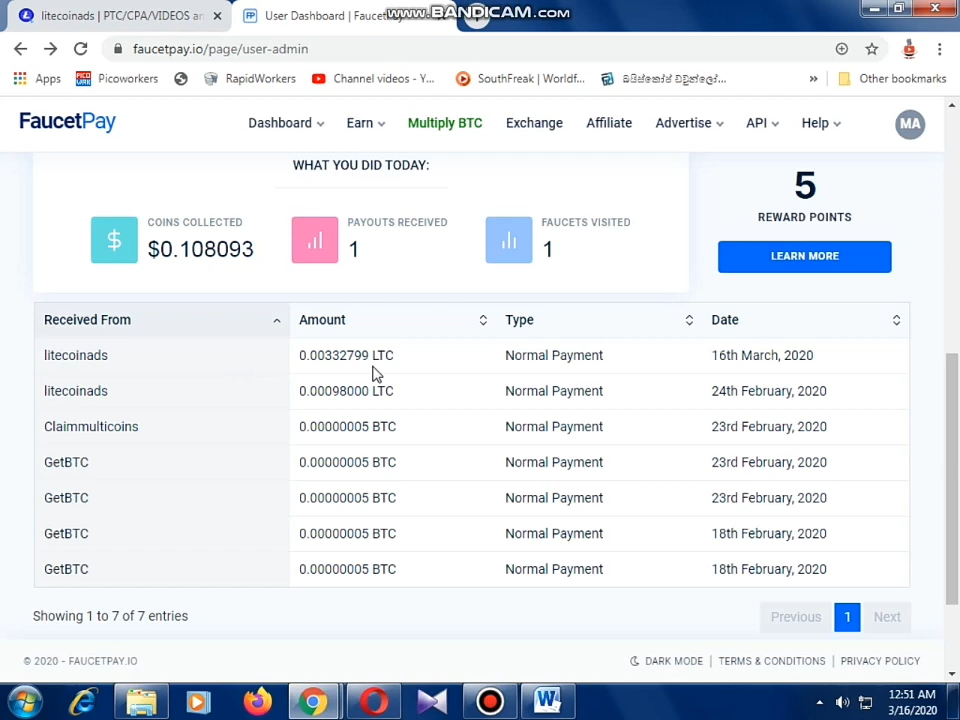 litecoinads | PTC/CPA/VIDEOS an
User Dashboard | Faucet
www.BANDICAM.com
faucetpay.io/page/user-admin
Apps
Picoworkers
RapidWorkers
Channel videos - Y...
SouthFreak | Worldf...
Other bookmarks
FaucetPay
Dashboard
Earn
Multiply BTC
Exchange
Affiliate
Advertise
API
Help
MA
WHAT YOU DID TODAY:
COINS COLLECTED
$0.108093
PAYOUTS RECEIVED
1
FAUCETS VISITED
1
5
REWARD POINTS
LEARN MORE
Received From Amount Type Date
litecoinads 0.00332799 LTC Normal Payment 16th March, 2020
litecoinads 0.00098000 LTC Normal Payment 24th February, 2020
Claimmulticoins 0.00000005 BTC Normal Payment 23rd February, 2020
GetBTC 0.00000005 BTC Normal Payment 23rd February, 2020
GetBTC 0.00000005 BTC Normal Payment 23rd February, 2020
GetBTC 0.00000005 BTC Normal Payment 18th February, 2020
GetBTC 0.00000005 BTC Normal Payment 18th February, 2020
Showing 1 to 7 of 7 entries
Previous 1 Next
© 2020 - FAUCETPAY.IO
DARK MODE | TERMS & CONDITIONS | PRIVACY POLICY
12:51 AM
3/16/2020